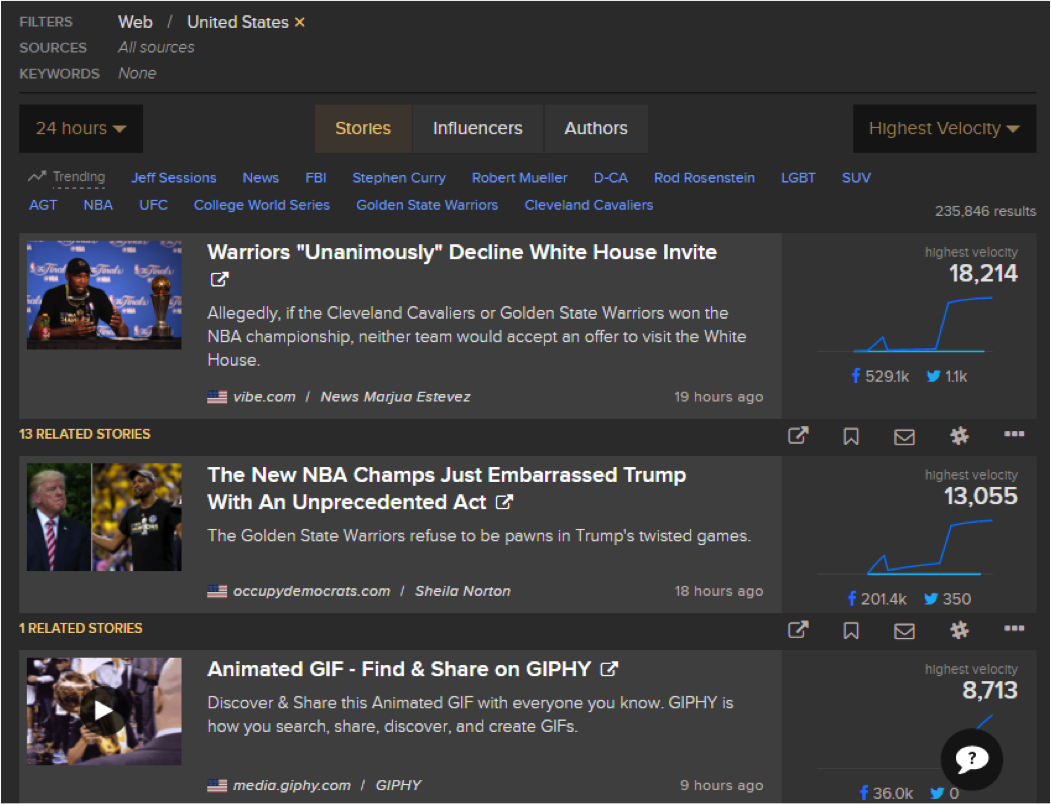 FILTERS Web / United States ×
SOURCES All sources
KEYWORDS None
24 hours Stories Influencers Authors Highest Velocity
Trending Jeff Sessions News FBI Stephen Curry Robert Mueller D-CA Rod Rosenstein LGBT SUV
AGT NBA UFC College World Series Golden State Warriors Cleveland Cavaliers
235,846 results
Warriors "Unanimously" Decline White House Invite
Allegedly, if the Cleveland Cavaliers or Golden State Warriors won the
NBA championship, neither team would accept an offer to visit the White
House.
vibe.com / News Marjua Estevez 19 hours ago
highest velocity
18,214
529.1k 1.1k
13 RELATED STORIES
The New NBA Champs Just Embarrassed Trump
With An Unprecedented Act
The Golden State Warriors refuse to be pawns in Trump's twisted games.
occupydemocrats.com / Sheila Norton 18 hours ago
highest velocity
13,055
201.4k 350
1 RELATED STORIES
Animated GIF - Find & Share on GIPHY
Discover & Share this Animated GIF with everyone you know. GIPHY is
how you search, share, discover, and create GIFs.
media.giphy.com / GIPHY 9 hours ago
highest velocity
8,713
?
36.0k 0